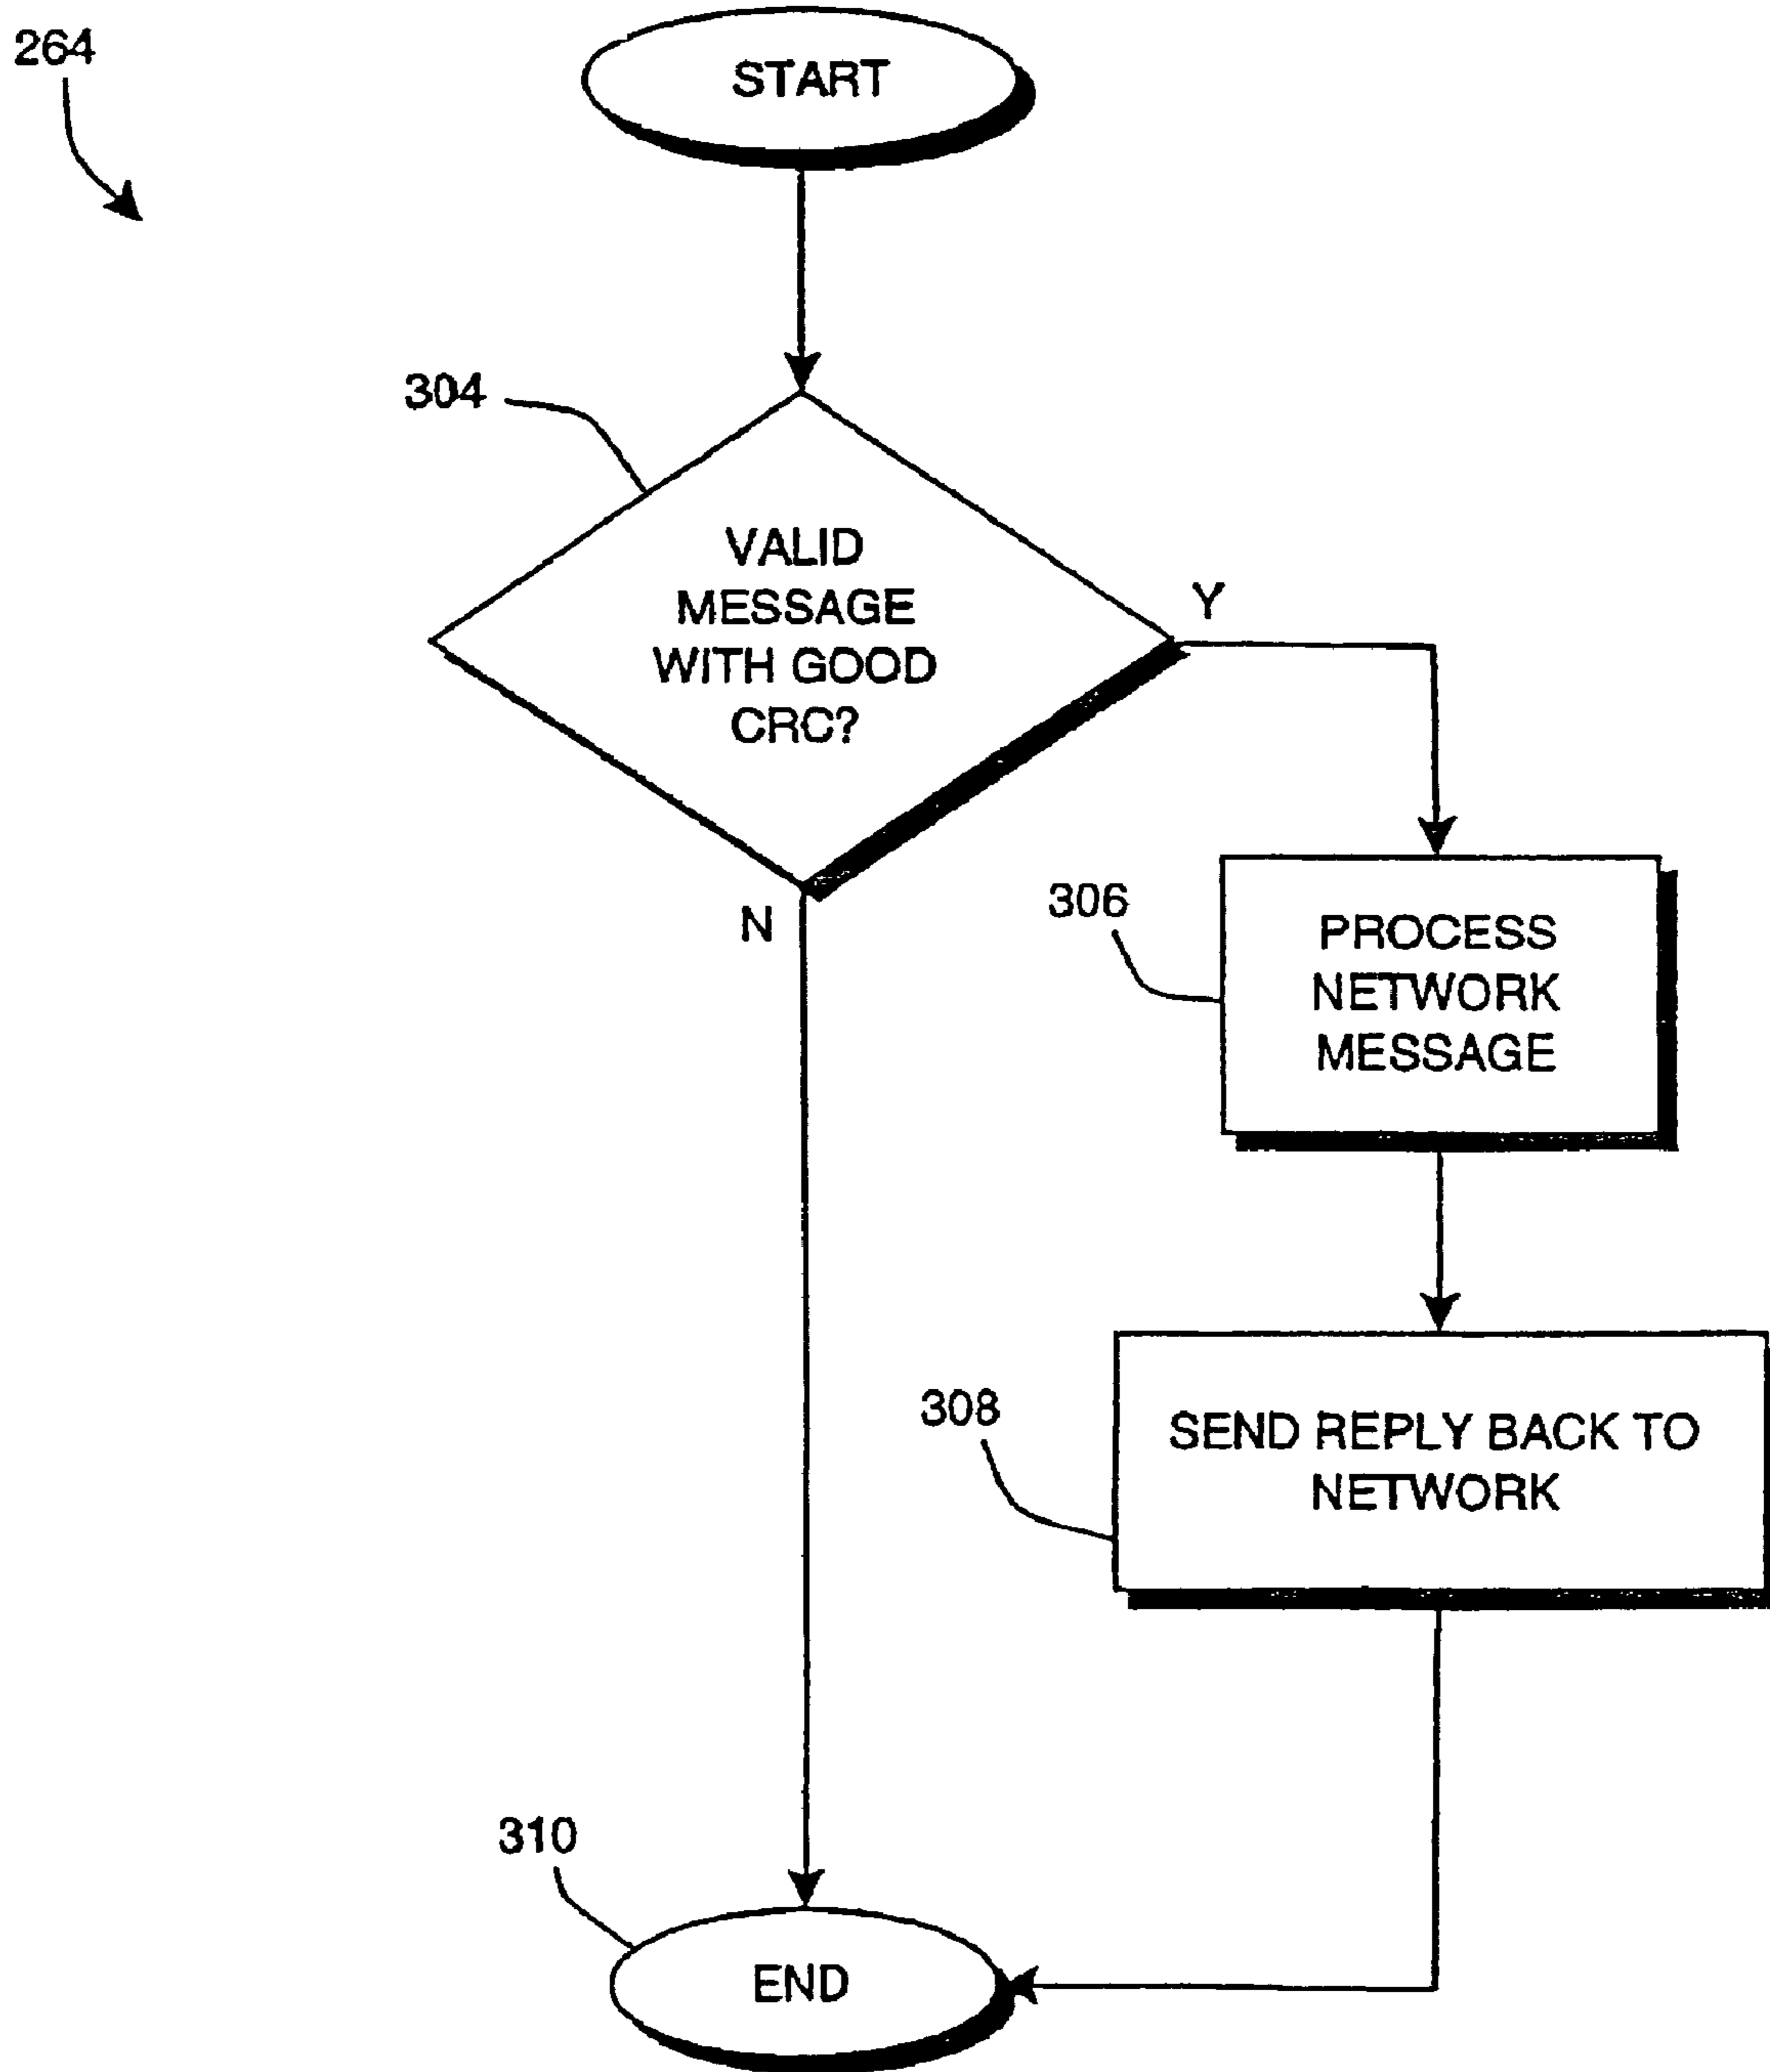 264
START
304
VALID
MESSAGE
WITH GOOD
CRC?
Y
N
306
PROCESS
NETWORK
MESSAGE
308
SEND REPLY BACK TO
NETWORK
310
END